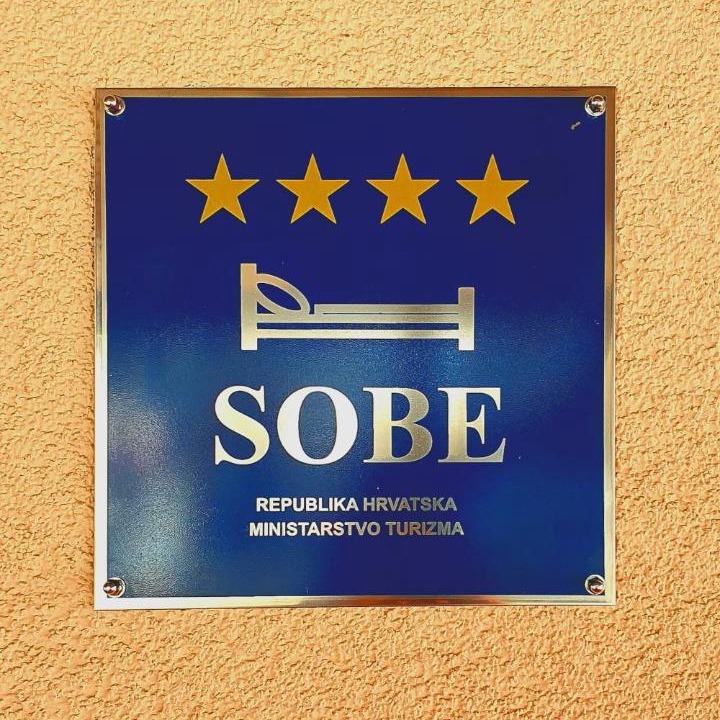 SOBE
REPUBLIKA HRVATSKA
MINISTARSTVO TURIZMA